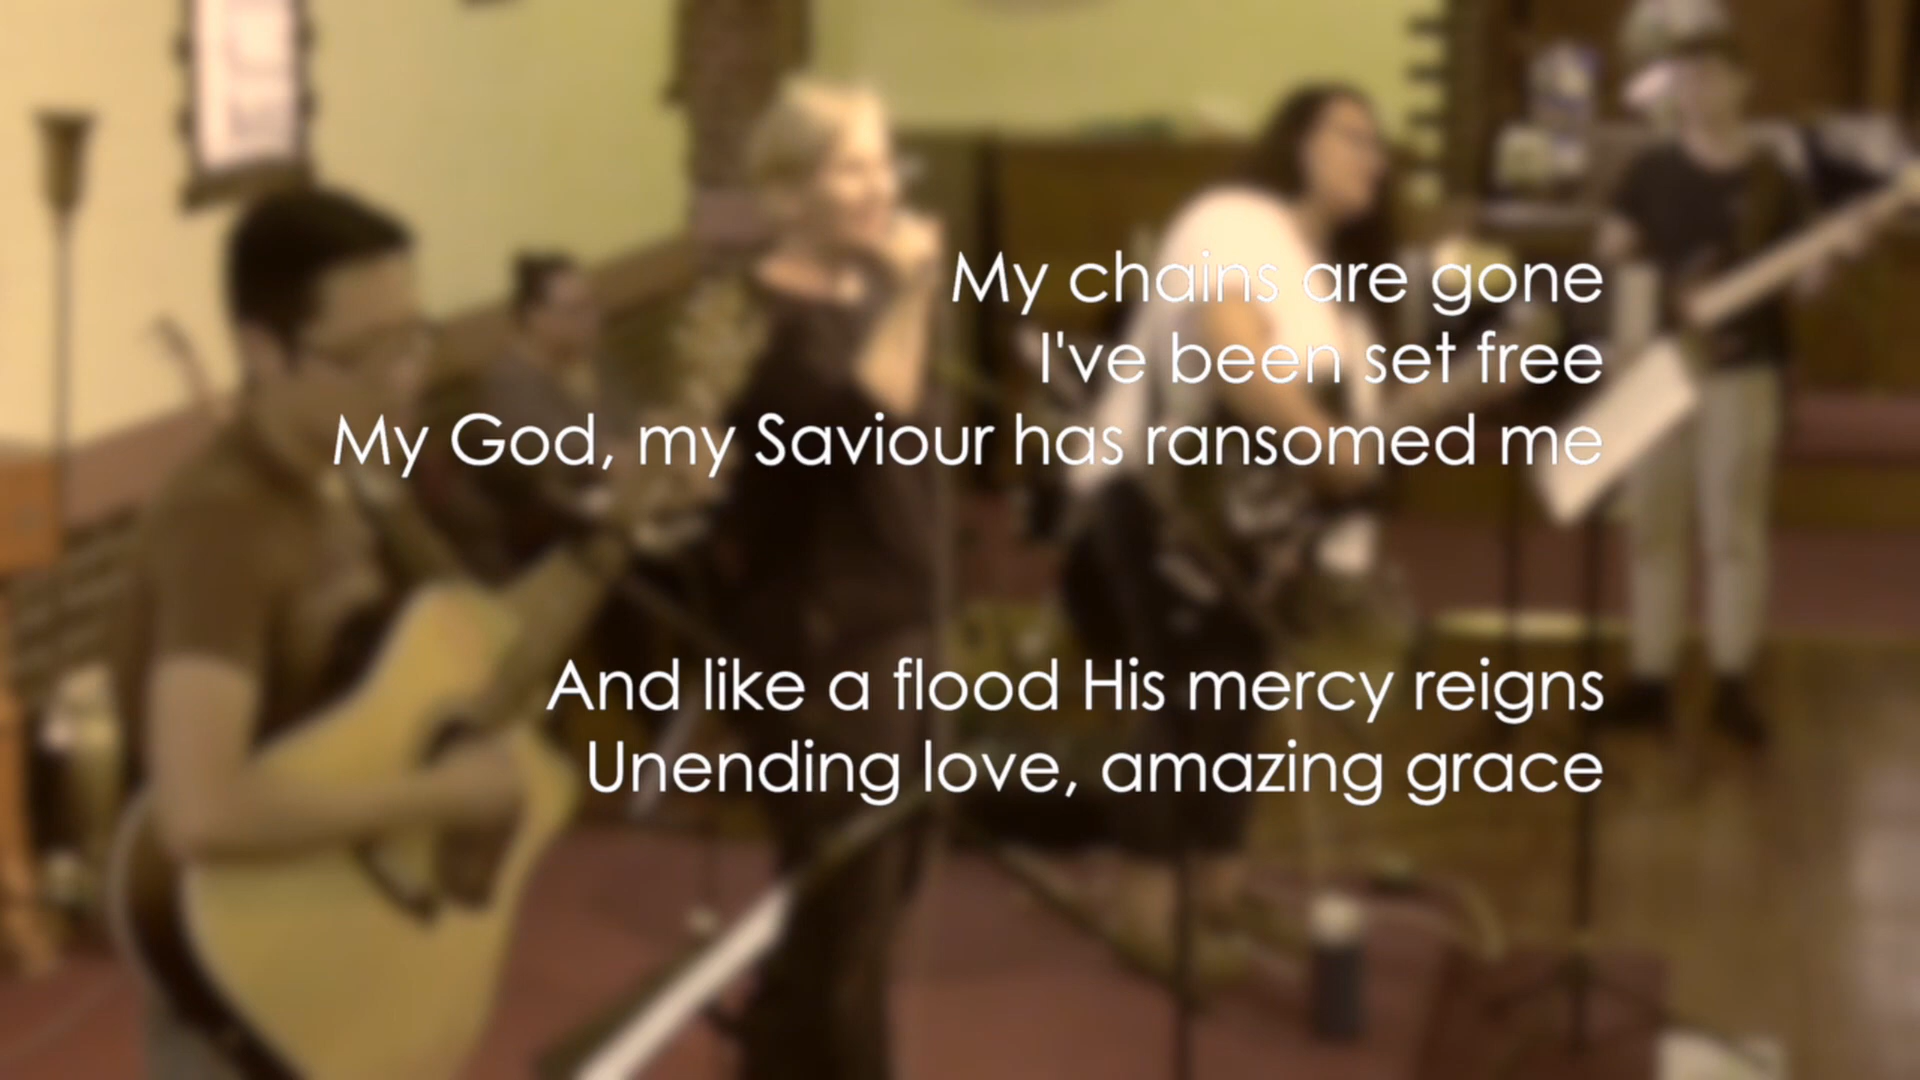 My chains are gone
I've been set free
My God, my Saviour has ransomed me
And like a flood His mercy reigns
Unending love, amazing grace